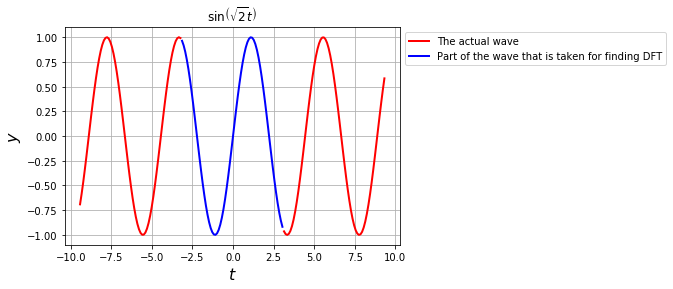 sin(√2t)
The actual wave
Part of the wave that is taken for finding DFT
1.00
0.75
0.50
0.25
0.00
−0.25
−0.50
−0.75
−1.00
y
−10.0 −7.5 −5.0 −2.5 0.0 2.5 5.0 7.5 10.0
t